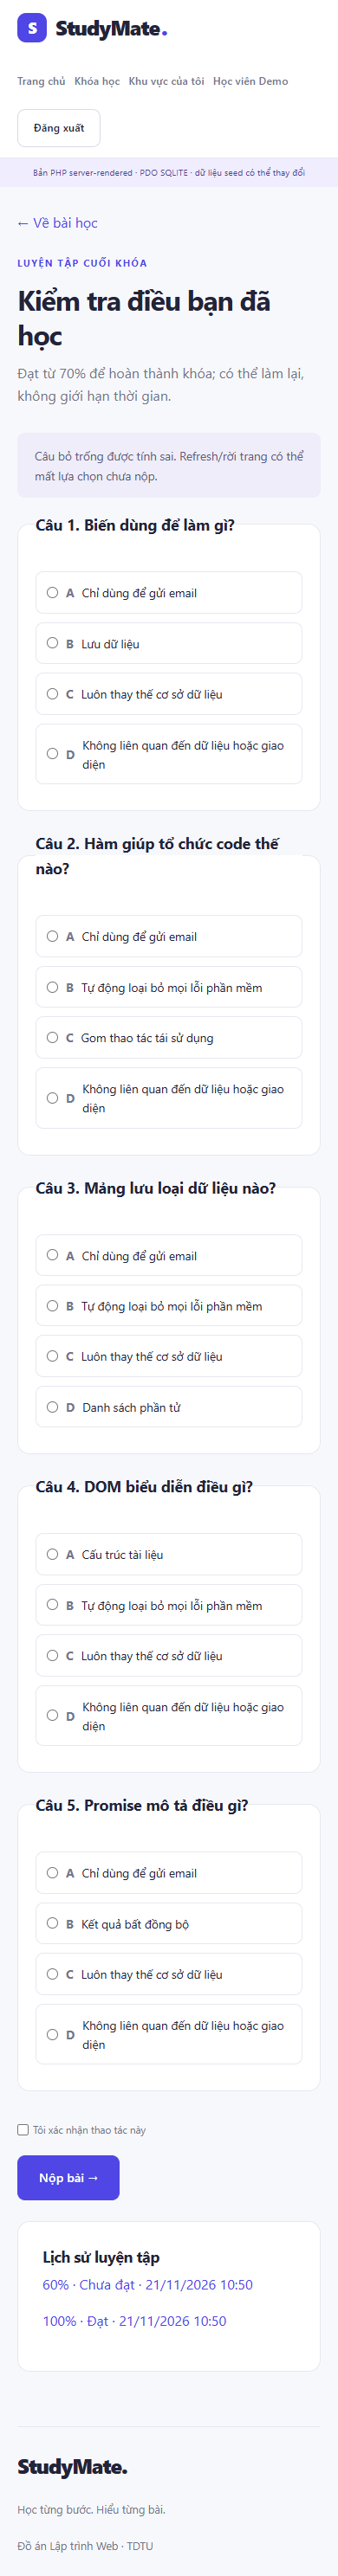 S StudyMate.
Trang chủ Khóa học Khu vực của tôi Học viên Demo
Đăng xuất
Bản PHP server-rendered · PDO SQLITE · dữ liệu seed có thể thay đổi
← Về bài học
LUYỆN TẬP CUỐI KHÓA
Kiểm tra điều bạn đã
học
Đạt từ 70% để hoàn thành khóa; có thể làm lại,
không giới hạn thời gian.
Câu bỏ trống được tính sai. Refresh/rời trang có thể
mất lựa chọn chưa nộp.
Câu 1. Biến dùng để làm gì?
A Chỉ dùng để gửi email
B Lưu dữ liệu
C Luôn thay thế cơ sở dữ liệu
D Không liên quan đến dữ liệu hoặc giao
diện
Câu 2. Hàm giúp tổ chức code thế
nào?
A Chỉ dùng để gửi email
B Tự động loại bỏ mọi lỗi phần mềm
C Gom thao tác tái sử dụng
D Không liên quan đến dữ liệu hoặc giao
diện
Câu 3. Mảng lưu loại dữ liệu nào?
A Chỉ dùng để gửi email
B Tự động loại bỏ mọi lỗi phần mềm
C Luôn thay thế cơ sở dữ liệu
D Danh sách phần tử
Câu 4. DOM biểu diễn điều gì?
A Cấu trúc tài liệu
B Tự động loại bỏ mọi lỗi phần mềm
C Luôn thay thế cơ sở dữ liệu
D Không liên quan đến dữ liệu hoặc giao
diện
Câu 5. Promise mô tả điều gì?
A Chỉ dùng để gửi email
B Kết quả bất đồng bộ
C Luôn thay thế cơ sở dữ liệu
D Không liên quan đến dữ liệu hoặc giao
diện
Tôi xác nhận thao tác này
Nộp bài →
Lịch sử luyện tập
60% · Chưa đạt · 21/11/2026 10:50
100% · Đạt · 21/11/2026 10:50
StudyMate.
Học từng bước. Hiểu từng bài.
Đồ án Lập trình Web · TDTU